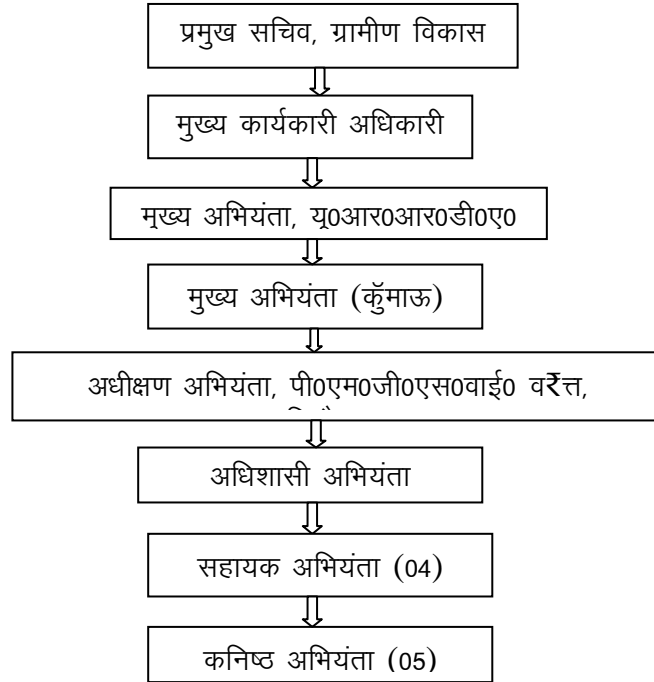 प्रमुख सचिव, ग्रामीण विकास
मुख्य कार्यकारी अधिकारी
मुख्य अभियंता, यू0आर0आर0डी0ए0
मुख्य अभियंता (कुॅमाऊ)
अधीक्षण अभियंता, पी0एम0जी0एस0वाई0 व₹त्त,
अधिशासी अभियंता
सहायक अभियंता (04)
कनिष्ठ अभियंता (05)